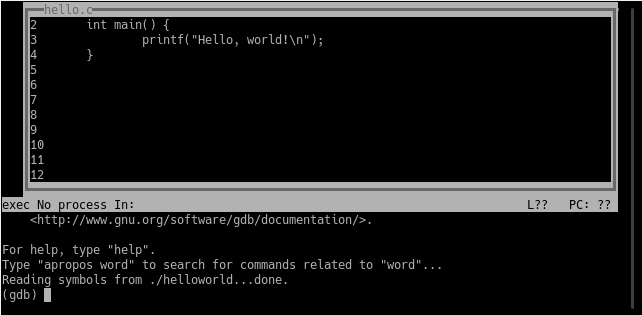 hello.c
2 int main() {
3 printf("Hello, world!\n");
4 }
5
6
7
8
9
10
11
12
exec No process In: L?? PC: ??
<http://www.gnu.org/software/gdb/documentation/>.
For help, type "help".
Type "apropos word" to search for commands related to "word"...
Reading symbols from ./helloworld...done.
(gdb)